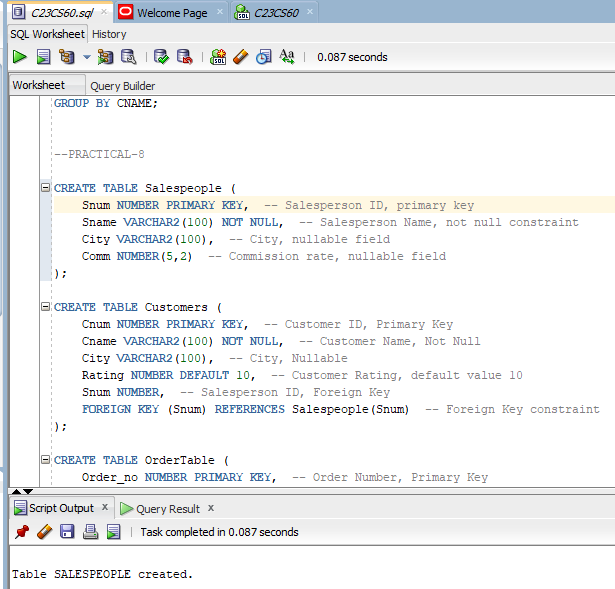 C23CS60.sql × Welcome Page × C23CS60 ×
SQL Worksheet History
0.087 seconds
Worksheet Query Builder
GROUP BY CNAME;
--PRACTICAL-8
CREATE TABLE Salespeople (
Snum NUMBER PRIMARY KEY,  -- Salesperson ID, primary key
Sname VARCHAR2(100) NOT NULL,  -- Salesperson Name, not null constraint
City VARCHAR2(100),  -- City, nullable field
Comm NUMBER(5,2)  -- Commission rate, nullable field
);
CREATE TABLE Customers (
Cnum NUMBER PRIMARY KEY,  -- Customer ID, Primary Key
Cname VARCHAR2(100) NOT NULL,  -- Customer Name, Not Null
City VARCHAR2(100),  -- City, Nullable
Rating NUMBER DEFAULT 10,  -- Customer Rating, default value 10
Snum NUMBER,  -- Salesperson ID, Foreign Key
FOREIGN KEY (Snum) REFERENCES Salespeople(Snum)  -- Foreign Key constraint
);
CREATE TABLE OrderTable (
Order_no NUMBER PRIMARY KEY,  -- Order Number, Primary Key
Script Output × Query Result ×
Task completed in 0.087 seconds
Table SALESPEOPLE created.